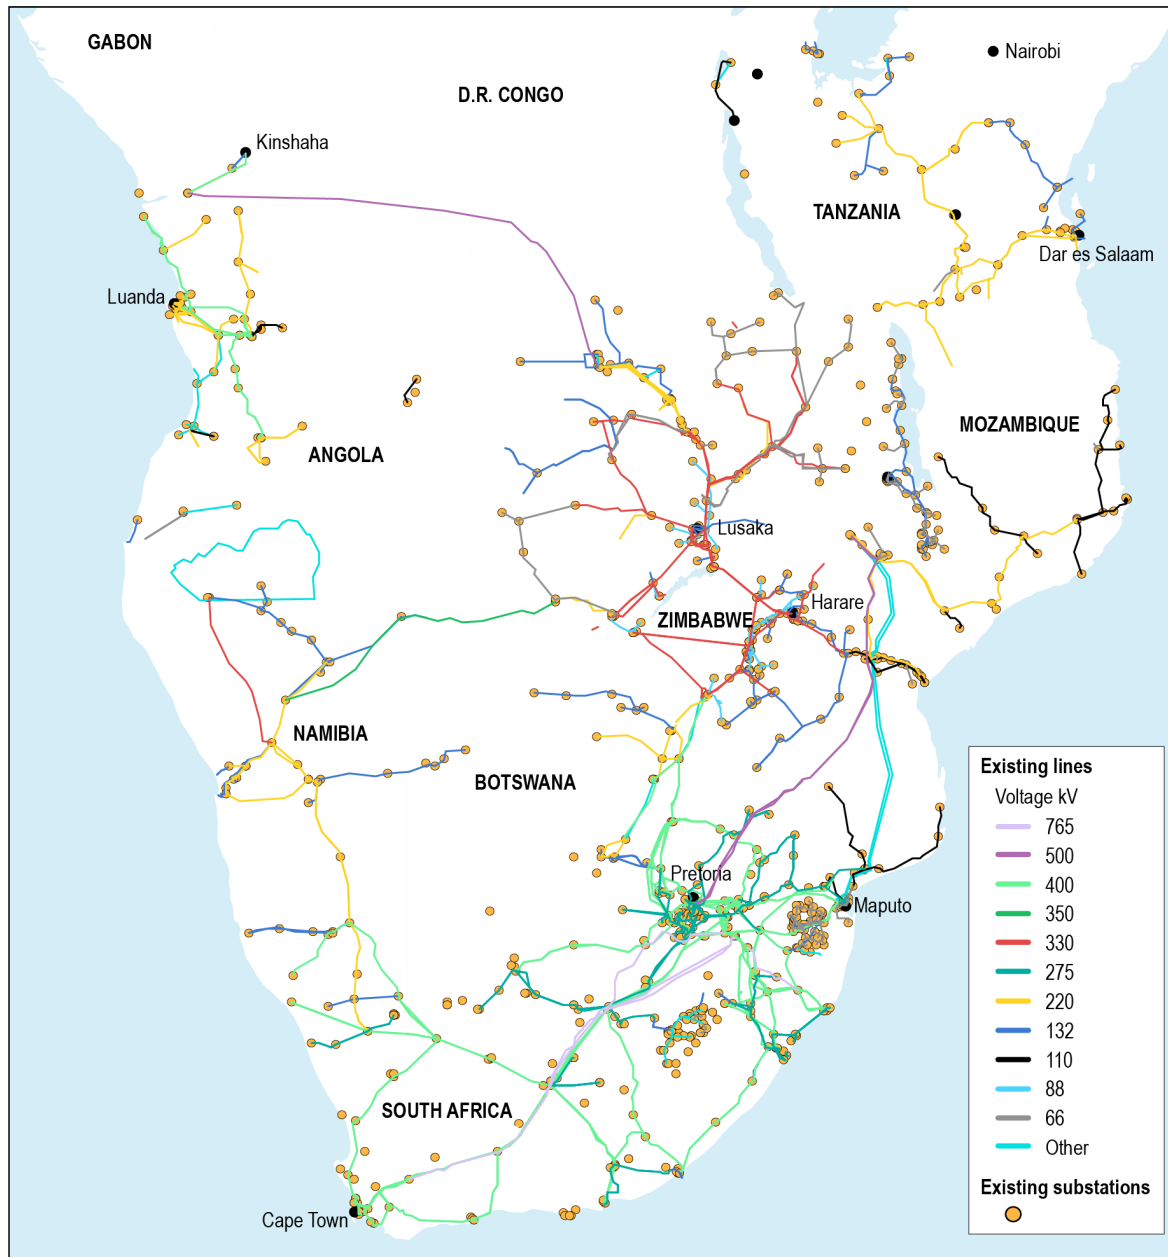 GABON
Nairobi
D.R. CONGO
Kinshaha
TANZANIA
Dar es Salaam
Luanda
MOZAMBIQUE
ANGOLA
Lusaka
Harare
ZIMBABWE
NAMIBIA
BOTSWANA
Pretoria
Maputo
SOUTH AFRICA
Cape Town
Existing lines
Voltage kV
765
500
400
350
330
275
220
132
110
88
66
Other
Existing substations